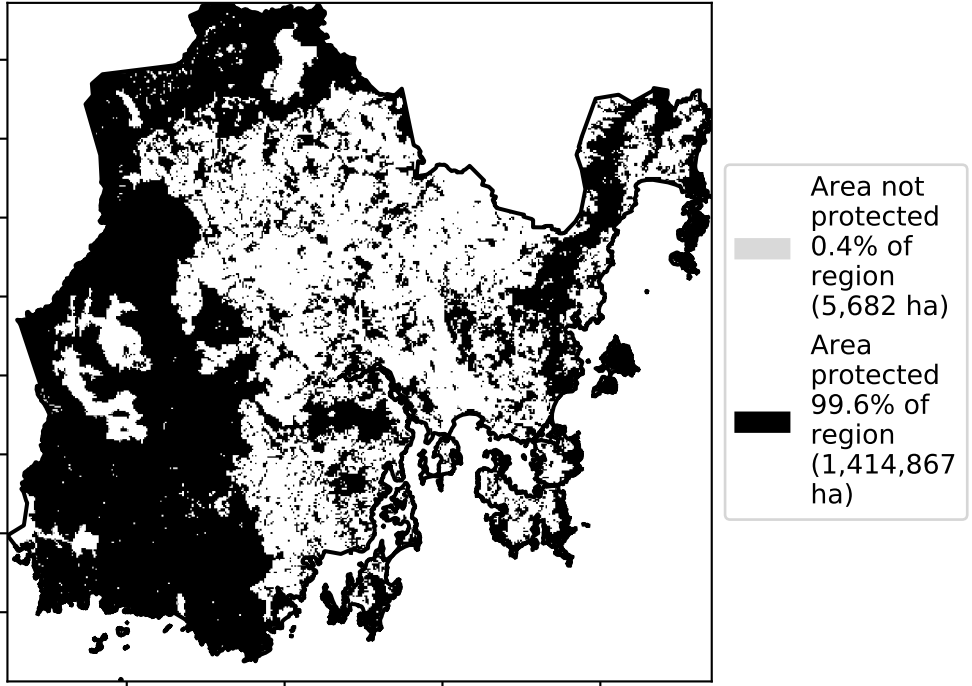 Area not
protected
0.4% of
region
(5,682 ha)
Area
protected
99.6% of
region
(1,414,867
ha)